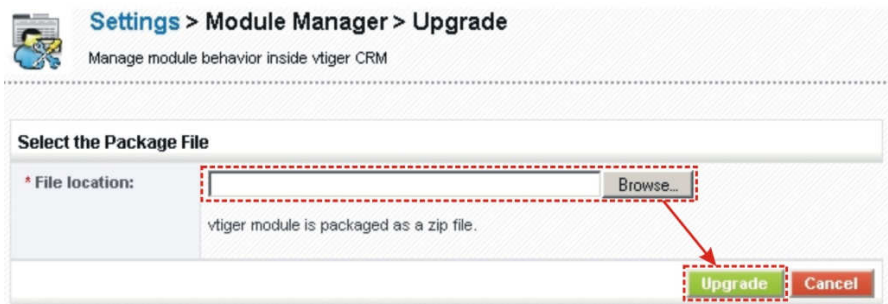 Settings > Module Manager > Upgrade
Manage module behavior inside vtiger CRM
Select the Package File
* File location:
Browse...
vtiger module is packaged as a zip file.
Upgrade
Cancel